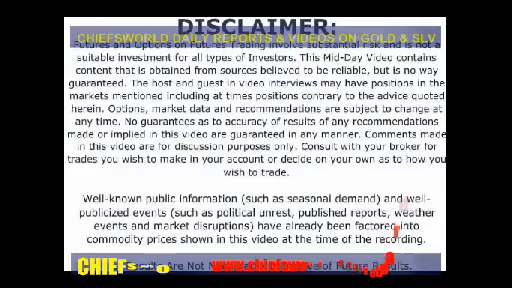 DISCLAIMER:
CHIEFSWORLD DAILY REPORTS & VIDEOS ON GOLD & SLV
Futures and Options on Futures Trading involve substantial risk and is not a
suitable investment for all types of Investors. This Mid-Day Video contains
content that is obtained from sources believed to be reliable, but is no way
guaranteed. The host and guest in video interviews may have positions in the
markets mentioned including at times positions contrary to the advice quoted
herein. Options, market data and recommendations are subject to change at
any time. No guarantees as to accuracy of results of any recommendations
made or implied in this video are guaranteed in any manner. Comments made
in this video are for discussion purposes only. Consult with your broker for
trades you wish to make in your account or decide on your own as to how you
wish to trade.
Well-known public information (such as seasonal demand) and well-
publicized events (such as political unrest, published reports, weather
events and market disruptions) have already been factored into
commodity prices shown in this video at the time of the recording.
Are Not of Future Results.
CHIEFs
www.chiefswo